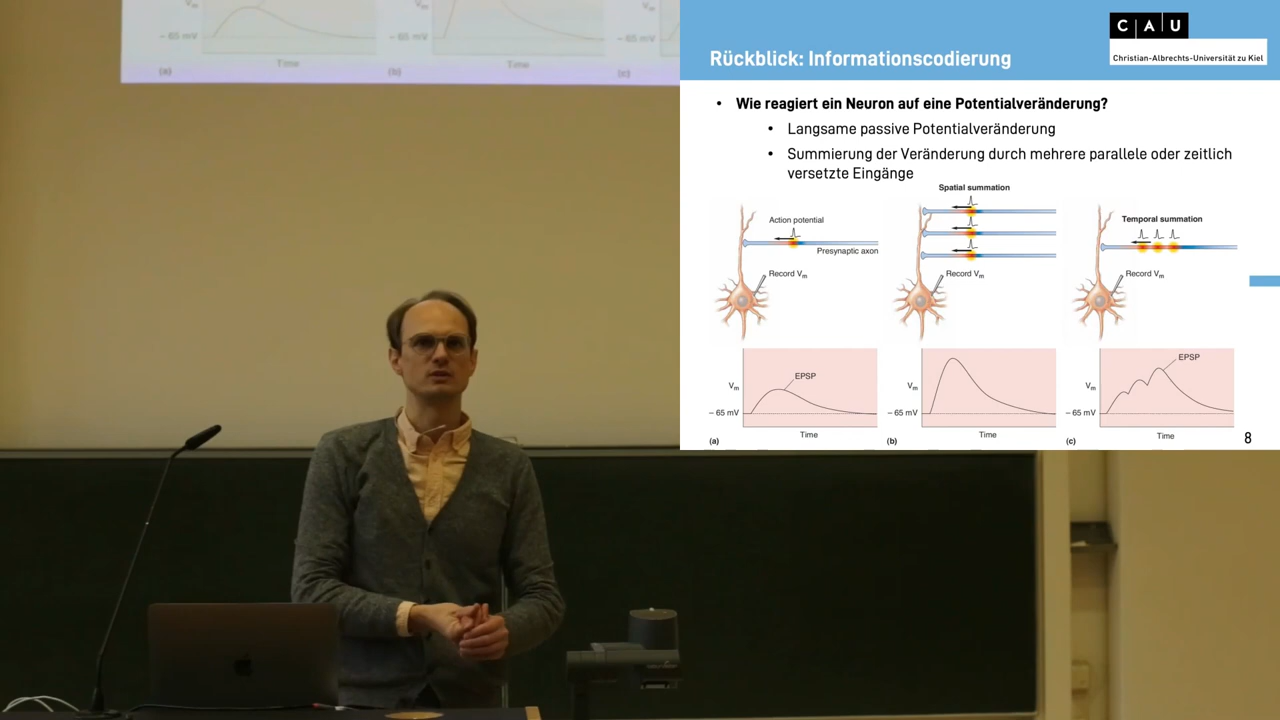 Vm
– 65 mV
Time
(a)
– 65 mV
Time
(b)
Vm
– 65 mV
(c)
Rückblick: Informationscodierung
C A U
Christian-Albrechts-Universität zu Kiel
• Wie reagiert ein Neuron auf eine Potentialveränderung?
• Langsame passive Potentialveränderung
• Summierung der Veränderung durch mehrere parallele oder zeitlich
versetzte Eingänge
Spatial summation
Action potential
Temporal summation
Presynaptic axon
Record Vm
Record Vm
Record Vm
EPSP
EPSP
Vm
Vm
Vm
– 65 mV
– 65 mV
– 65 mV
Time
Time
Time
(a)
(b)
(c)
8